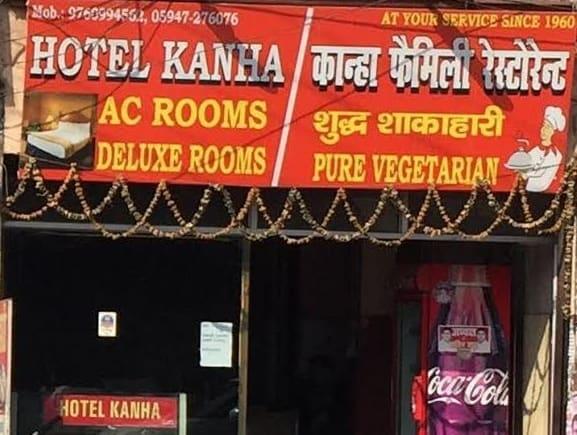 Mob.: 9760994562, 05947-276076
AT YOUR SERVICE SINCE 1960
HOTEL KANHA
कान्हा फैमिली रेस्टोरेन्ट
AC ROOMS
शुद्ध शाकाहारी
DELUXE ROOMS
PURE VEGETARIAN
Coca-Cola
HOTEL KANHA